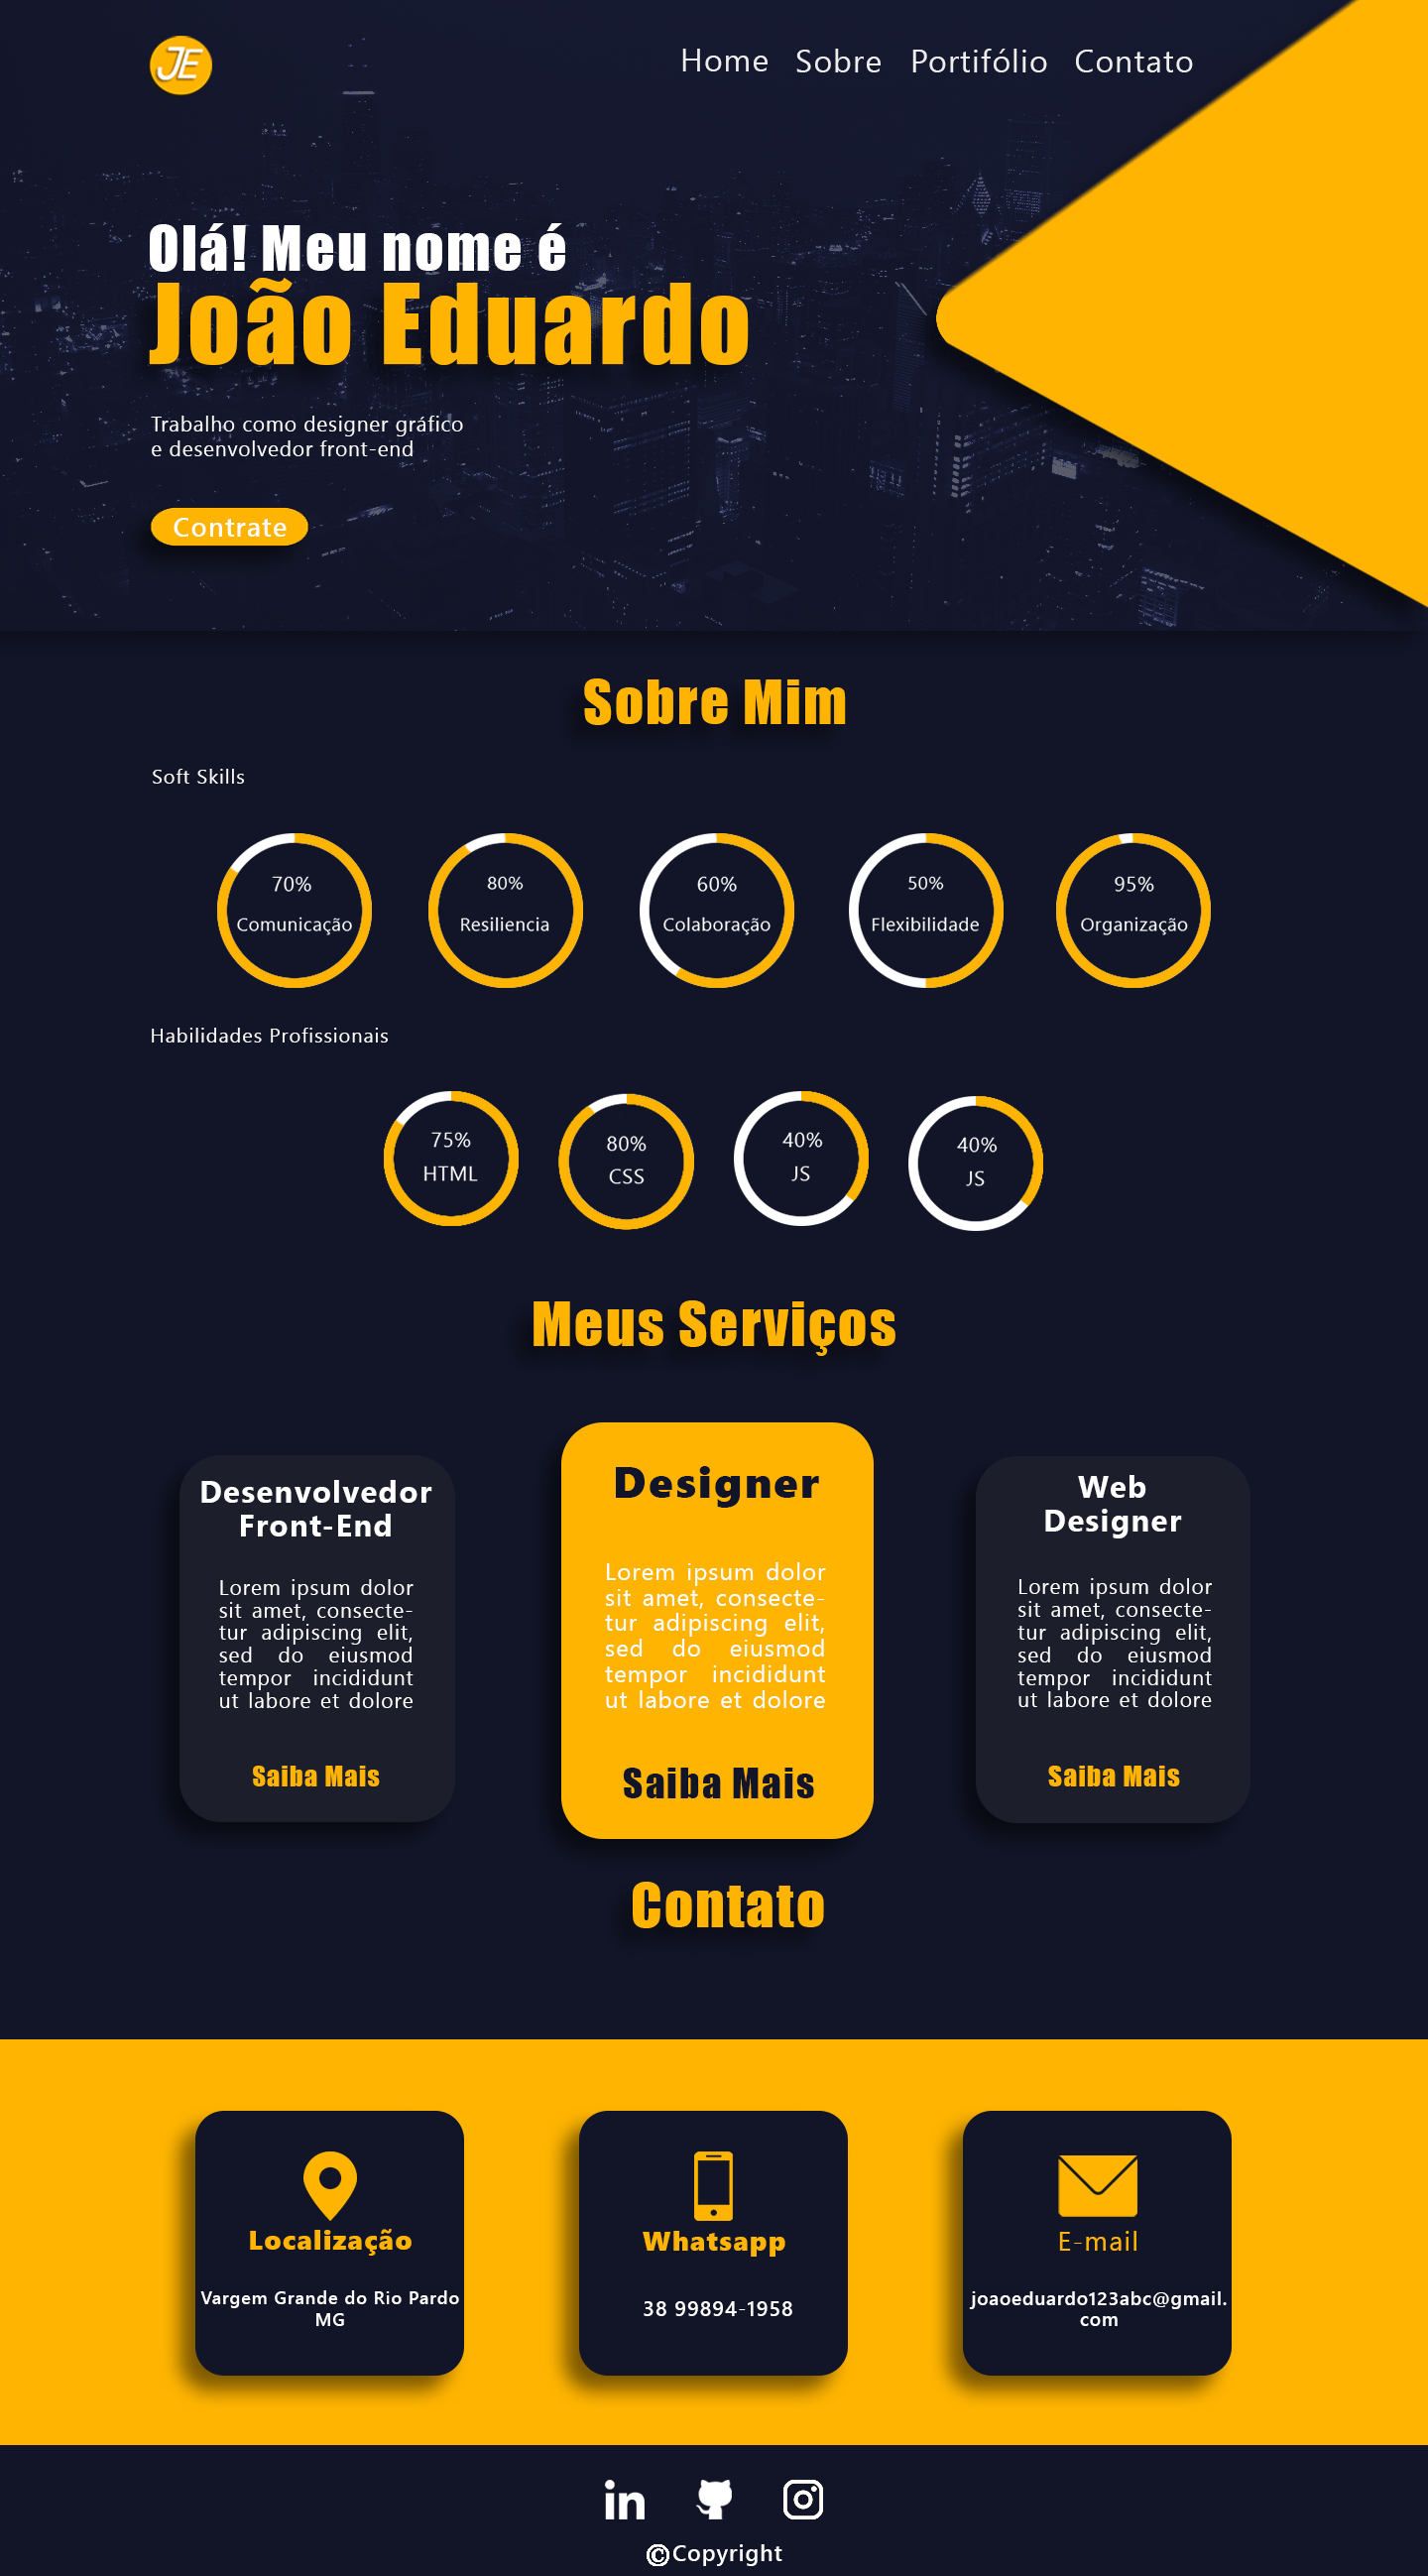 JE
Home Sobre Portifólio Contato
Olá! Meu nome é
João Eduardo
Trabalho como designer gráfico
e desenvolvedor front-end
Contrate
Sobre Mim
Soft Skills
70%
Comunicação
80%
Resiliencia
60%
Colaboração
50%
Flexibilidade
95%
Organização
Habilidades Profissionais
75%
HTML
80%
CSS
40%
JS
40%
JS
Meus Serviços
Desenvolvedor
Front-End
Lorem ipsum dolor
sit amet, consecte-
tur adipiscing elit,
sed do eiusmod
tempor incididunt
ut labore et dolore
Saiba Mais
Designer
Lorem ipsum dolor
sit amet, consecte-
tur adipiscing elit,
sed do eiusmod
tempor incididunt
ut labore et dolore
Saiba Mais
Web
Designer
Lorem ipsum dolor
sit amet, consecte-
tur adipiscing elit,
sed do eiusmod
tempor incididunt
ut labore et dolore
Saiba Mais
Contato
Localização
Vargem Grande do Rio Pardo
MG
Whatsapp
38 99894-1958
E-mail
joaoeduardo123abc@gmail.
com
in
©Copyright